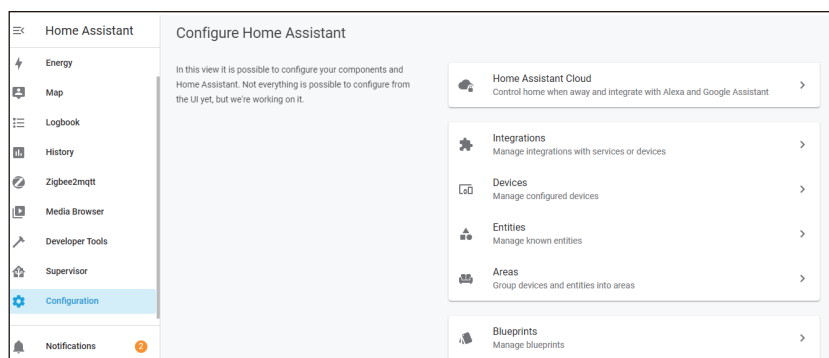 Home Assistant
Energy
Map
Logbook
History
Zigbee2mqtt
Media Browser
Developer Tools
Supervisor
Configuration
Notifications 2
Configure Home Assistant
In this view it is possible to configure your components and
Home Assistant. Not everything is possible to configure from
the UI yet, but we're working on it.
Home Assistant Cloud
Control home when away and integrate with Alexa and Google Assistant
Integrations
Manage integrations with services or devices
Devices
Manage configured devices
Entities
Manage known entities
Areas
Group devices and entities into areas
Blueprints
Manage blueprints